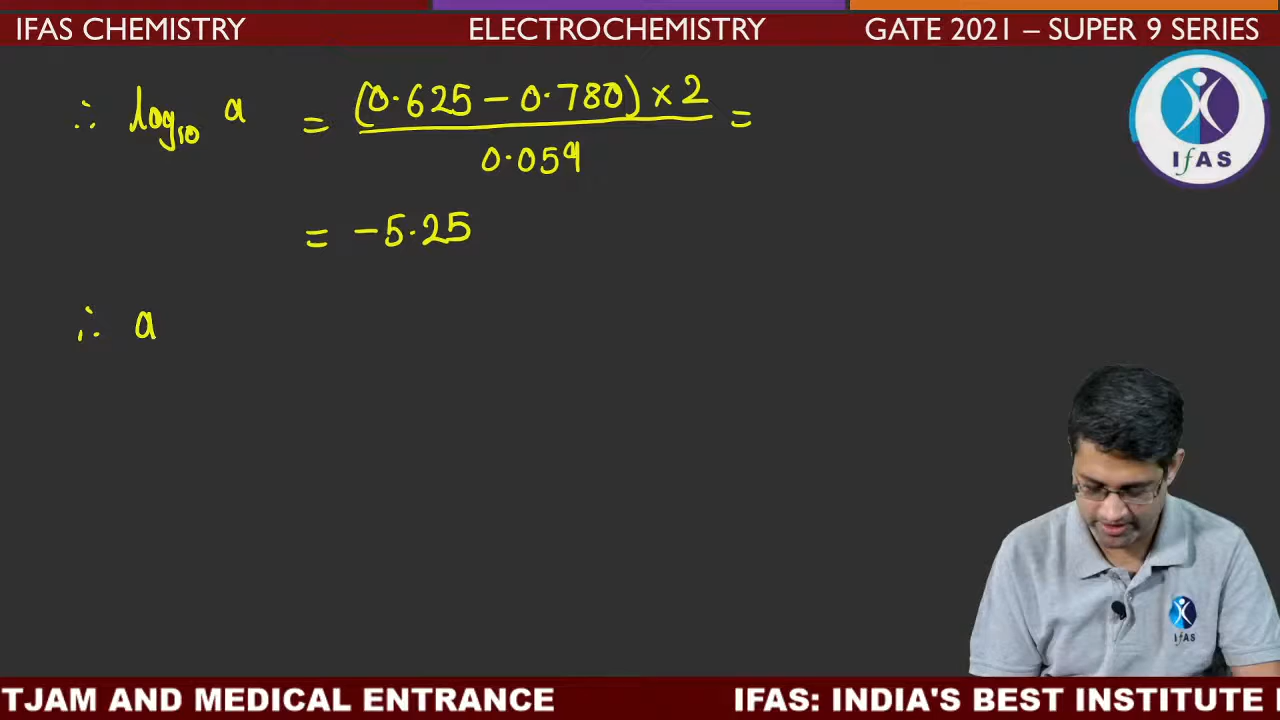 IFAS CHEMISTRY ELECTROCHEMISTRY GATE 2021 – SUPER 9 SERIES
∴ log₁₀ a = (0.625 – 0.780) × 2 / 0.059 =
= –5.25
∴ a
IfAS
IfAS
TJAM AND MEDICAL ENTRANCE IFAS: INDIA'S BEST INSTITUTE